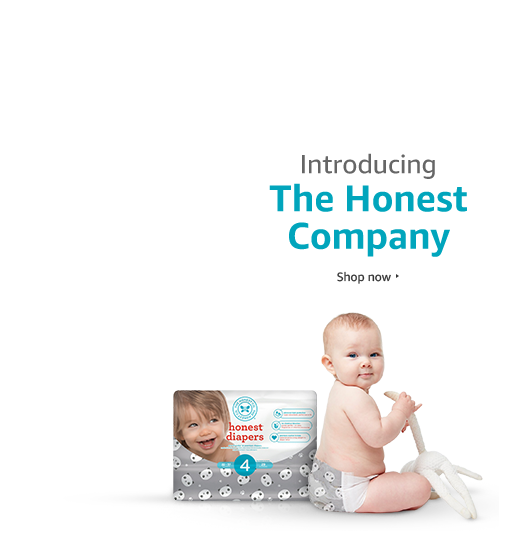 Introducing
The Honest
Company
Shop now
honest
diapers
4